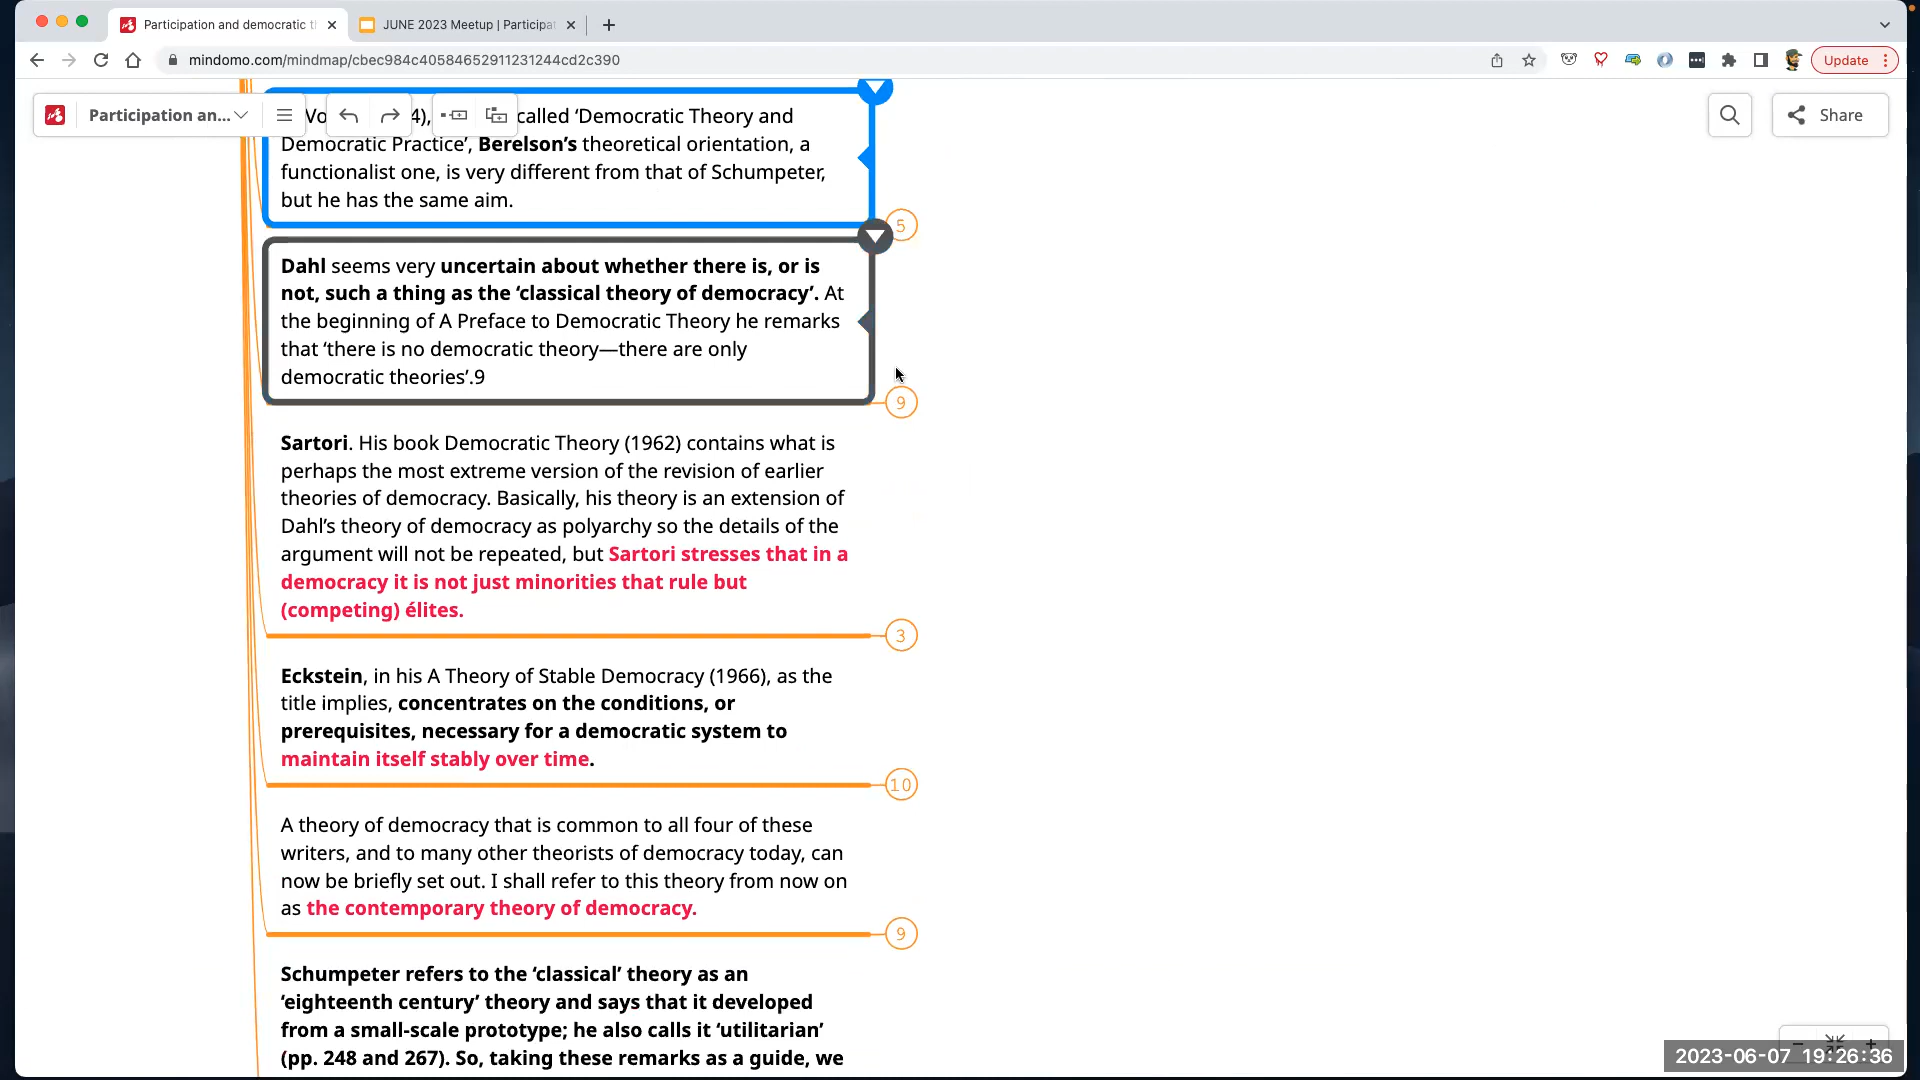 Participation and democratic tl
JUNE 2023 Meetup | Participat
mindomo.com/mindmap/cbec984c40584652911231244cd2c390
Update
Participation an...
Share
Vo 4), called ‘Democratic Theory and
Democratic Practice’, Berelson’s theoretical orientation, a
functionalist one, is very different from that of Schumpeter,
but he has the same aim.
5
Dahl seems very uncertain about whether there is, or is
not, such a thing as the ‘classical theory of democracy’. At
the beginning of A Preface to Democratic Theory he remarks
that ‘there is no democratic theory—there are only
democratic theories’.9
9
Sartori. His book Democratic Theory (1962) contains what is
perhaps the most extreme version of the revision of earlier
theories of democracy. Basically, his theory is an extension of
Dahl’s theory of democracy as polyarchy so the details of the
argument will not be repeated, but Sartori stresses that in a
democracy it is not just minorities that rule but
(competing) élites.
3
Eckstein, in his A Theory of Stable Democracy (1966), as the
title implies, concentrates on the conditions, or
prerequisites, necessary for a democratic system to
maintain itself stably over time.
10
A theory of democracy that is common to all four of these
writers, and to many other theorists of democracy today, can
now be briefly set out. I shall refer to this theory from now on
as the contemporary theory of democracy.
9
Schumpeter refers to the ‘classical’ theory as an
‘eighteenth century’ theory and says that it developed
from a small-scale prototype; he also calls it ‘utilitarian’
(pp. 248 and 267). So, taking these remarks as a guide, we
2023-06-07 19:26:36